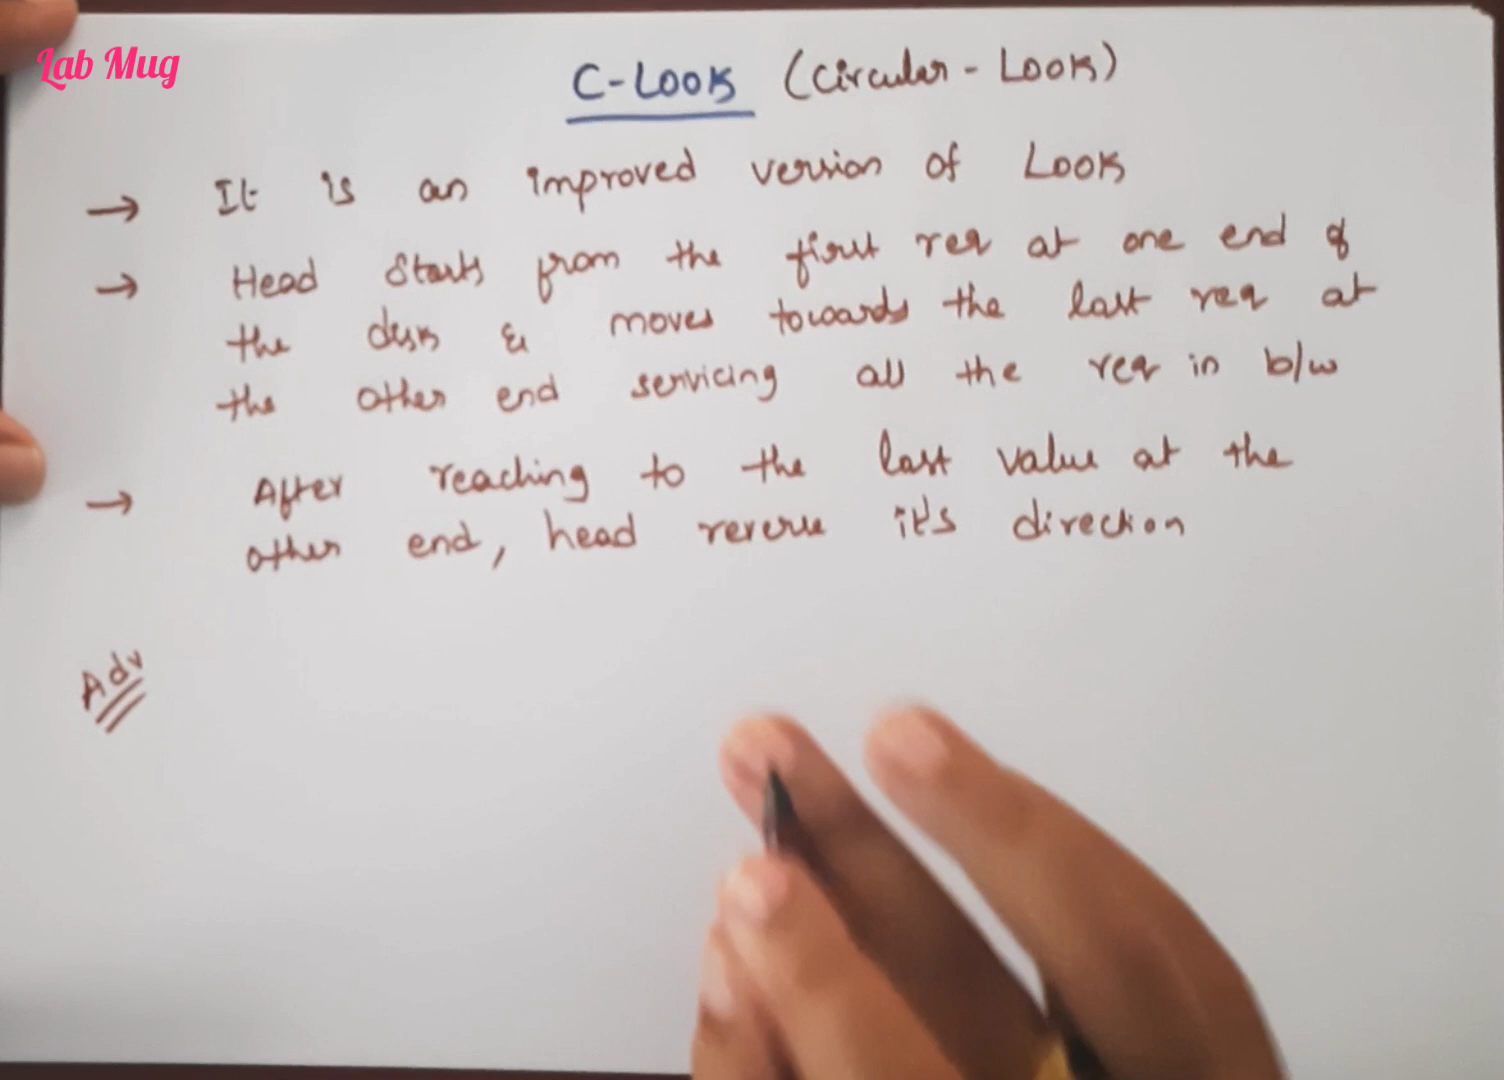 Lab Mug
C-LOOK (Circular - LOOK)
→ It is an improved version of LOOK
→ Head starts from the first req at one end of
the disk & moves towards the last req at
the other end servicing all the req in b/w
→ After reaching to the last value at the
other end, head reverse it's direction
Adv